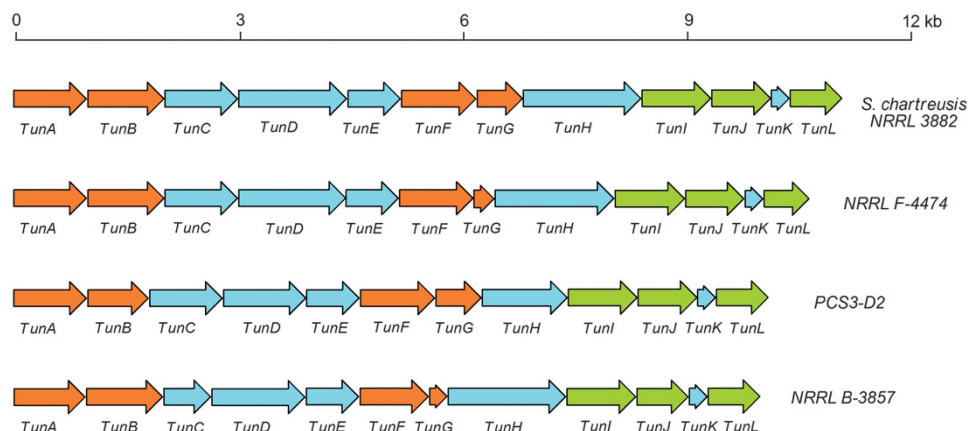 0 3 6 9 12 kb
TunA TunB TunC TunD TunE TunF TunG TunH TunI TunJ TunK TunL
S. chartreusis
NRRL 3882
TunA TunB TunC TunD TunE TunF TunG TunH TunI TunJ TunK TunL
NRRL F-4474
TunA TunB TunC TunD TunE TunF TunG TunH TunI TunJ TunK TunL
PCS3-D2
TunA TunB TunC TunD TunE TunF TunG TunH TunI TunJ TunK TunL
NRRL B-3857